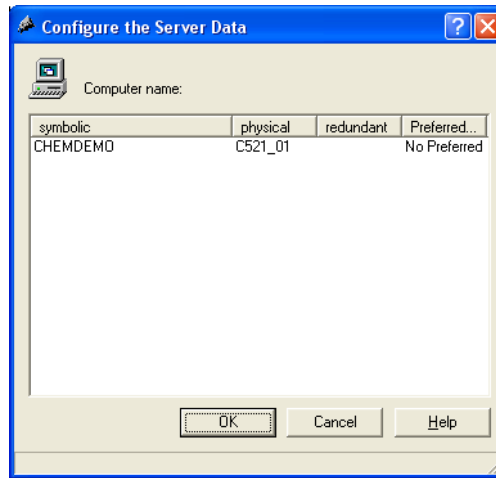 Configure the Server Data
Computer name:
symbolic physical redundant Preferred...
CHEMDEMO C521_01 No Preferred
OK Cancel Help